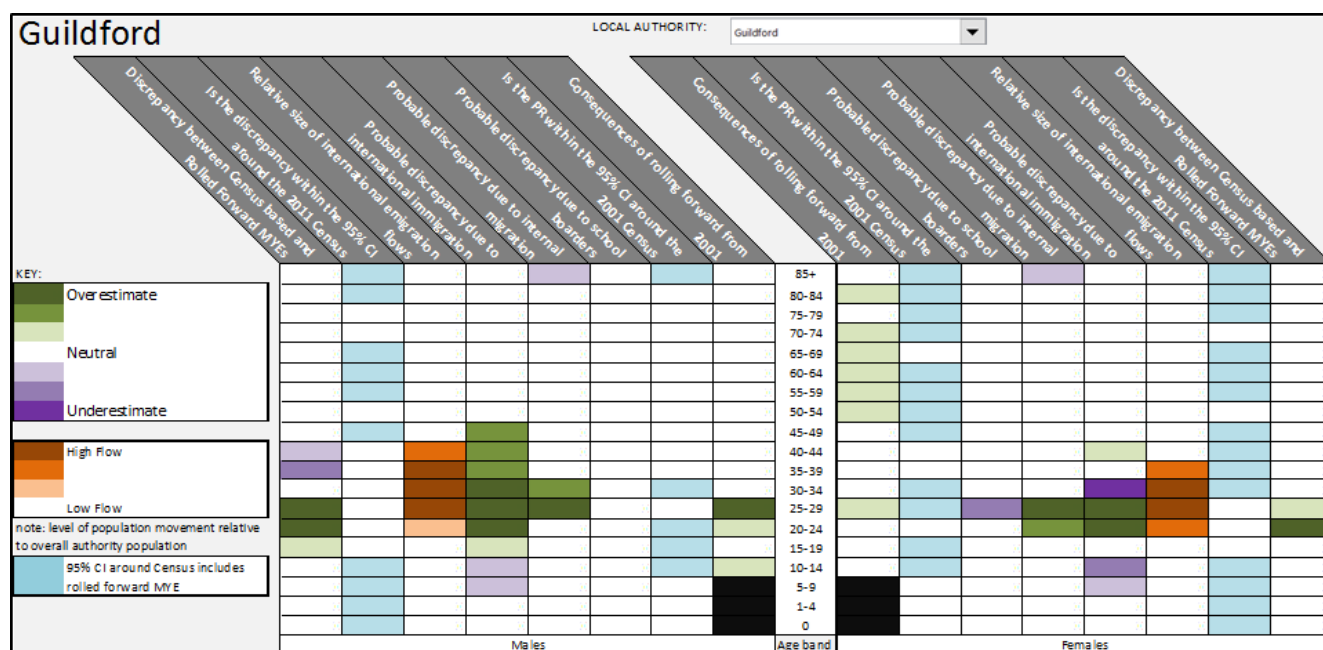 Guildford
LOCAL AUTHORITY:
Guildford
Discrepancy between Census based and
Rolled Forward MYEs
Is the discrepancy within the 95% CI
around the 2011 Census
Relative size of international emigration
flows
Probable discrepancy due to
international immigration
Probable discrepancy due to internal
migration
Probable discrepancy due to school
boarders
Is the PR within the 95% CI around the
2001 Census
Consequences of rolling forward from
2001
Consequences of rolling forward from
2001
Is the PR within the 95% CI around the
2001 Census
Probable discrepancy due to school
boarders
Probable discrepancy due to internal
migration
Probable discrepancy due to
international immigration
Relative size of international emigration
flows
Is the discrepancy within the 95% CI
around the 2011 Census
Discrepancy between Census based and
Rolled Forward MYEs
KEY:
Overestimate
Neutral
Underestimate
High Flow
Low Flow
note: level of population movement relative
to overall authority population
95% CI around Census includes
rolled forward MYE
85+
80-84
75-79
70-74
65-69
60-64
55-59
50-54
45-49
40-44
35-39
30-34
25-29
20-24
15-19
10-14
5-9
1-4
0
Males
Age band
Females